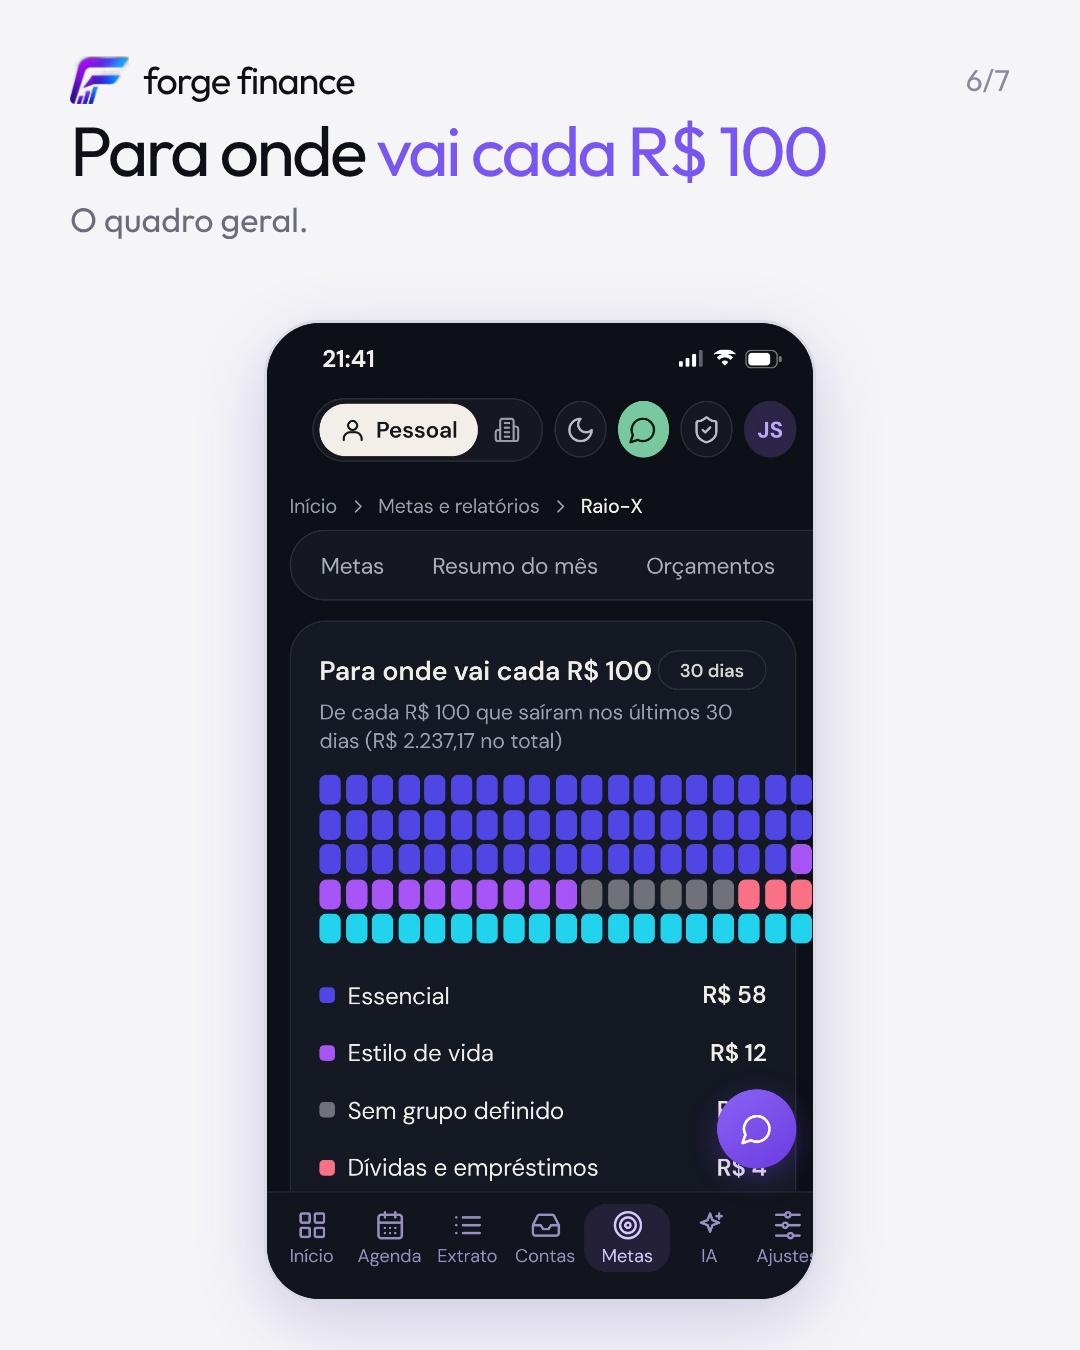 forge finance
6/7
Para onde vai cada R$ 100
O quadro geral.
21:41
Pessoal
JS
Início > Metas e relatórios > Raio-X
Metas Resumo do mês Orçamentos
Para onde vai cada R$ 100 30 dias
De cada R$ 100 que saíram nos últimos 30
dias (R$ 2.237,17 no total)
Essencial R$ 58
Estilo de vida R$ 12
Sem grupo definido
Dívidas e empréstimos R$ 4
Início Agenda Extrato Contas Metas IA Ajustes